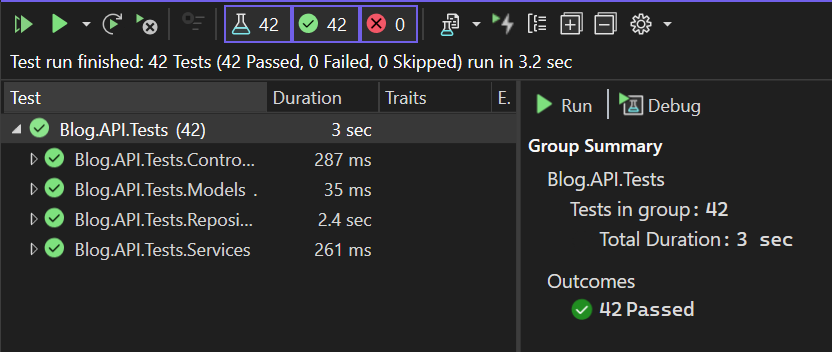 42 42 0
Test run finished: 42 Tests (42 Passed, 0 Failed, 0 Skipped) run in 3.2 sec
Test Duration Traits E.
Blog.API.Tests (42) 3 sec
Blog.API.Tests.Contro... 287 ms
Blog.API.Tests.Models . 35 ms
Blog.API.Tests.Reposi... 2.4 sec
Blog.API.Tests.Services 261 ms
Run Debug
Group Summary
Blog.API.Tests
Tests in group: 42
Total Duration: 3 sec
Outcomes
42 Passed